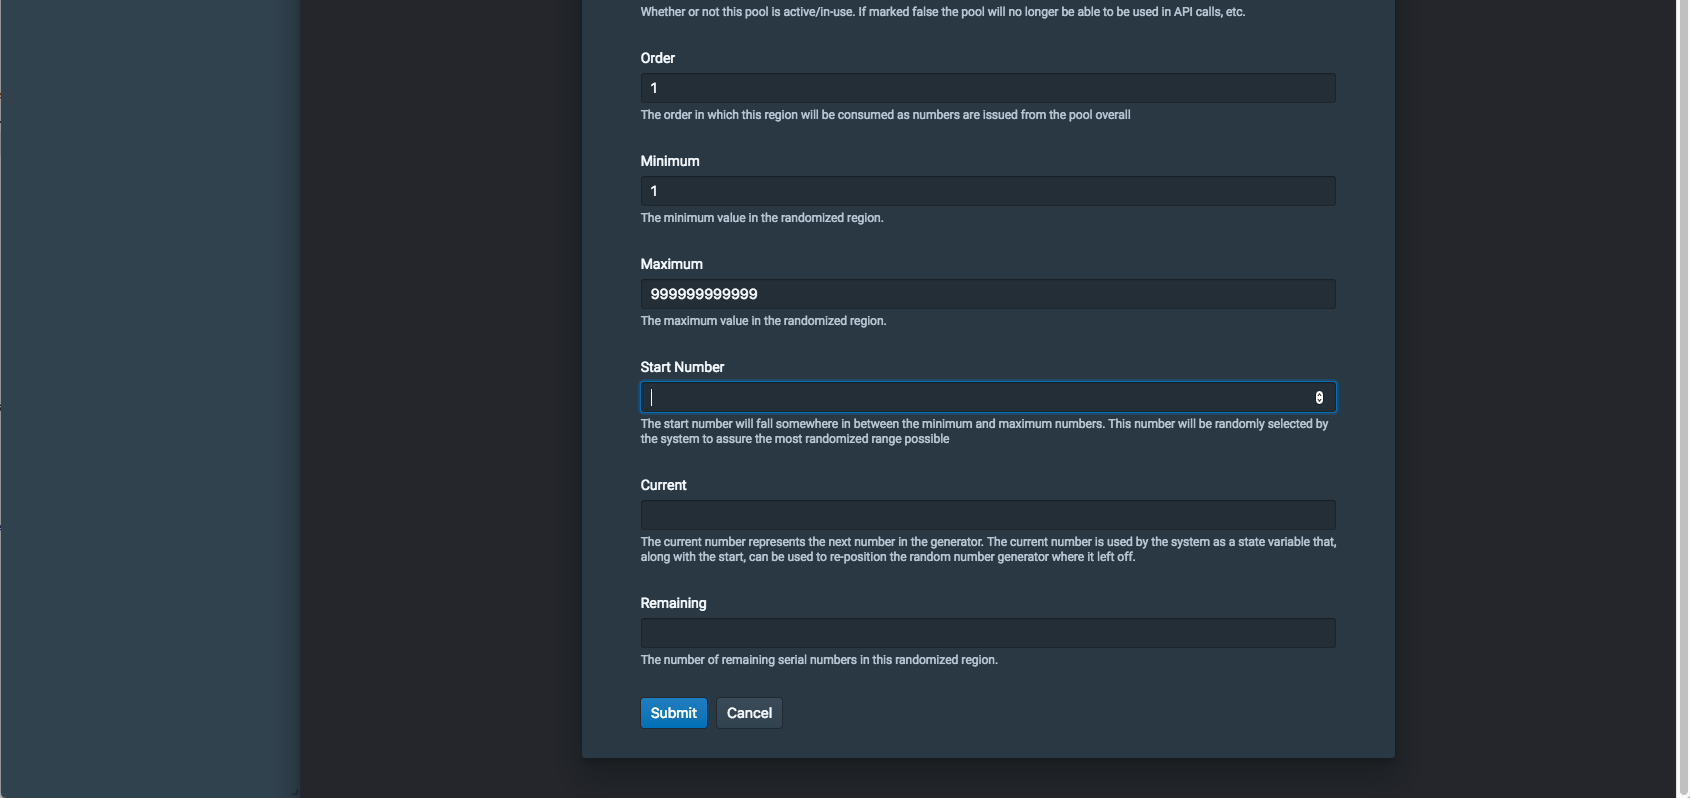 Whether or not this pool is active/in-use. If marked false the pool will no longer be able to be used in API calls, etc.
Order
1
The order in which this region will be consumed as numbers are issued from the pool overall
Minimum
1
The minimum value in the randomized region.
Maximum
999999999999
The maximum value in the randomized region.
Start Number
The start number will fall somewhere in between the minimum and maximum numbers. This number will be randomly selected by
the system to assure the most randomized range possible
Current
The current number represents the next number in the generator. The current number is used by the system as a state variable that,
along with the start, can be used to re-position the random number generator where it left off.
Remaining
The number of remaining serial numbers in this randomized region.
Submit
Cancel